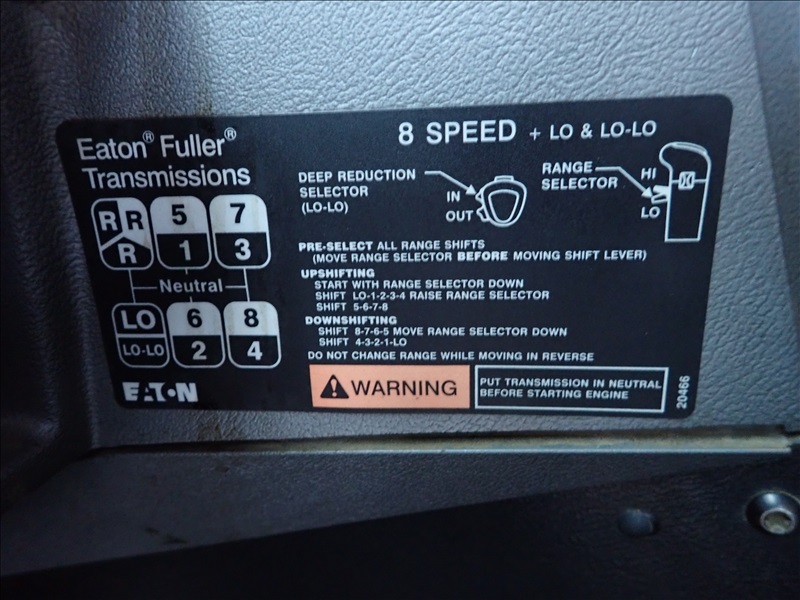 Eaton® Fuller®
Transmissions
8 SPEED + LO & LO-LO
R R 5 7
R 1 3
Neutral
LO 6 8
LO-LO 2 4
EATON
DEEP REDUCTION
SELECTOR
(LO-LO)
IN
OUT
RANGE
SELECTOR
HI
LO
PRE-SELECT ALL RANGE SHIFTS
(MOVE RANGE SELECTOR BEFORE MOVING SHIFT LEVER)
UPSHIFTING
START WITH RANGE SELECTOR DOWN
SHIFT LO-1-2-3-4 RAISE RANGE SELECTOR
SHIFT 5-6-7-8
DOWNSHIFTING
SHIFT 8-7-6-5 MOVE RANGE SELECTOR DOWN
SHIFT 4-3-2-1-LO
DO NOT CHANGE RANGE WHILE MOVING IN REVERSE
WARNING
PUT TRANSMISSION IN NEUTRAL
BEFORE STARTING ENGINE
20466